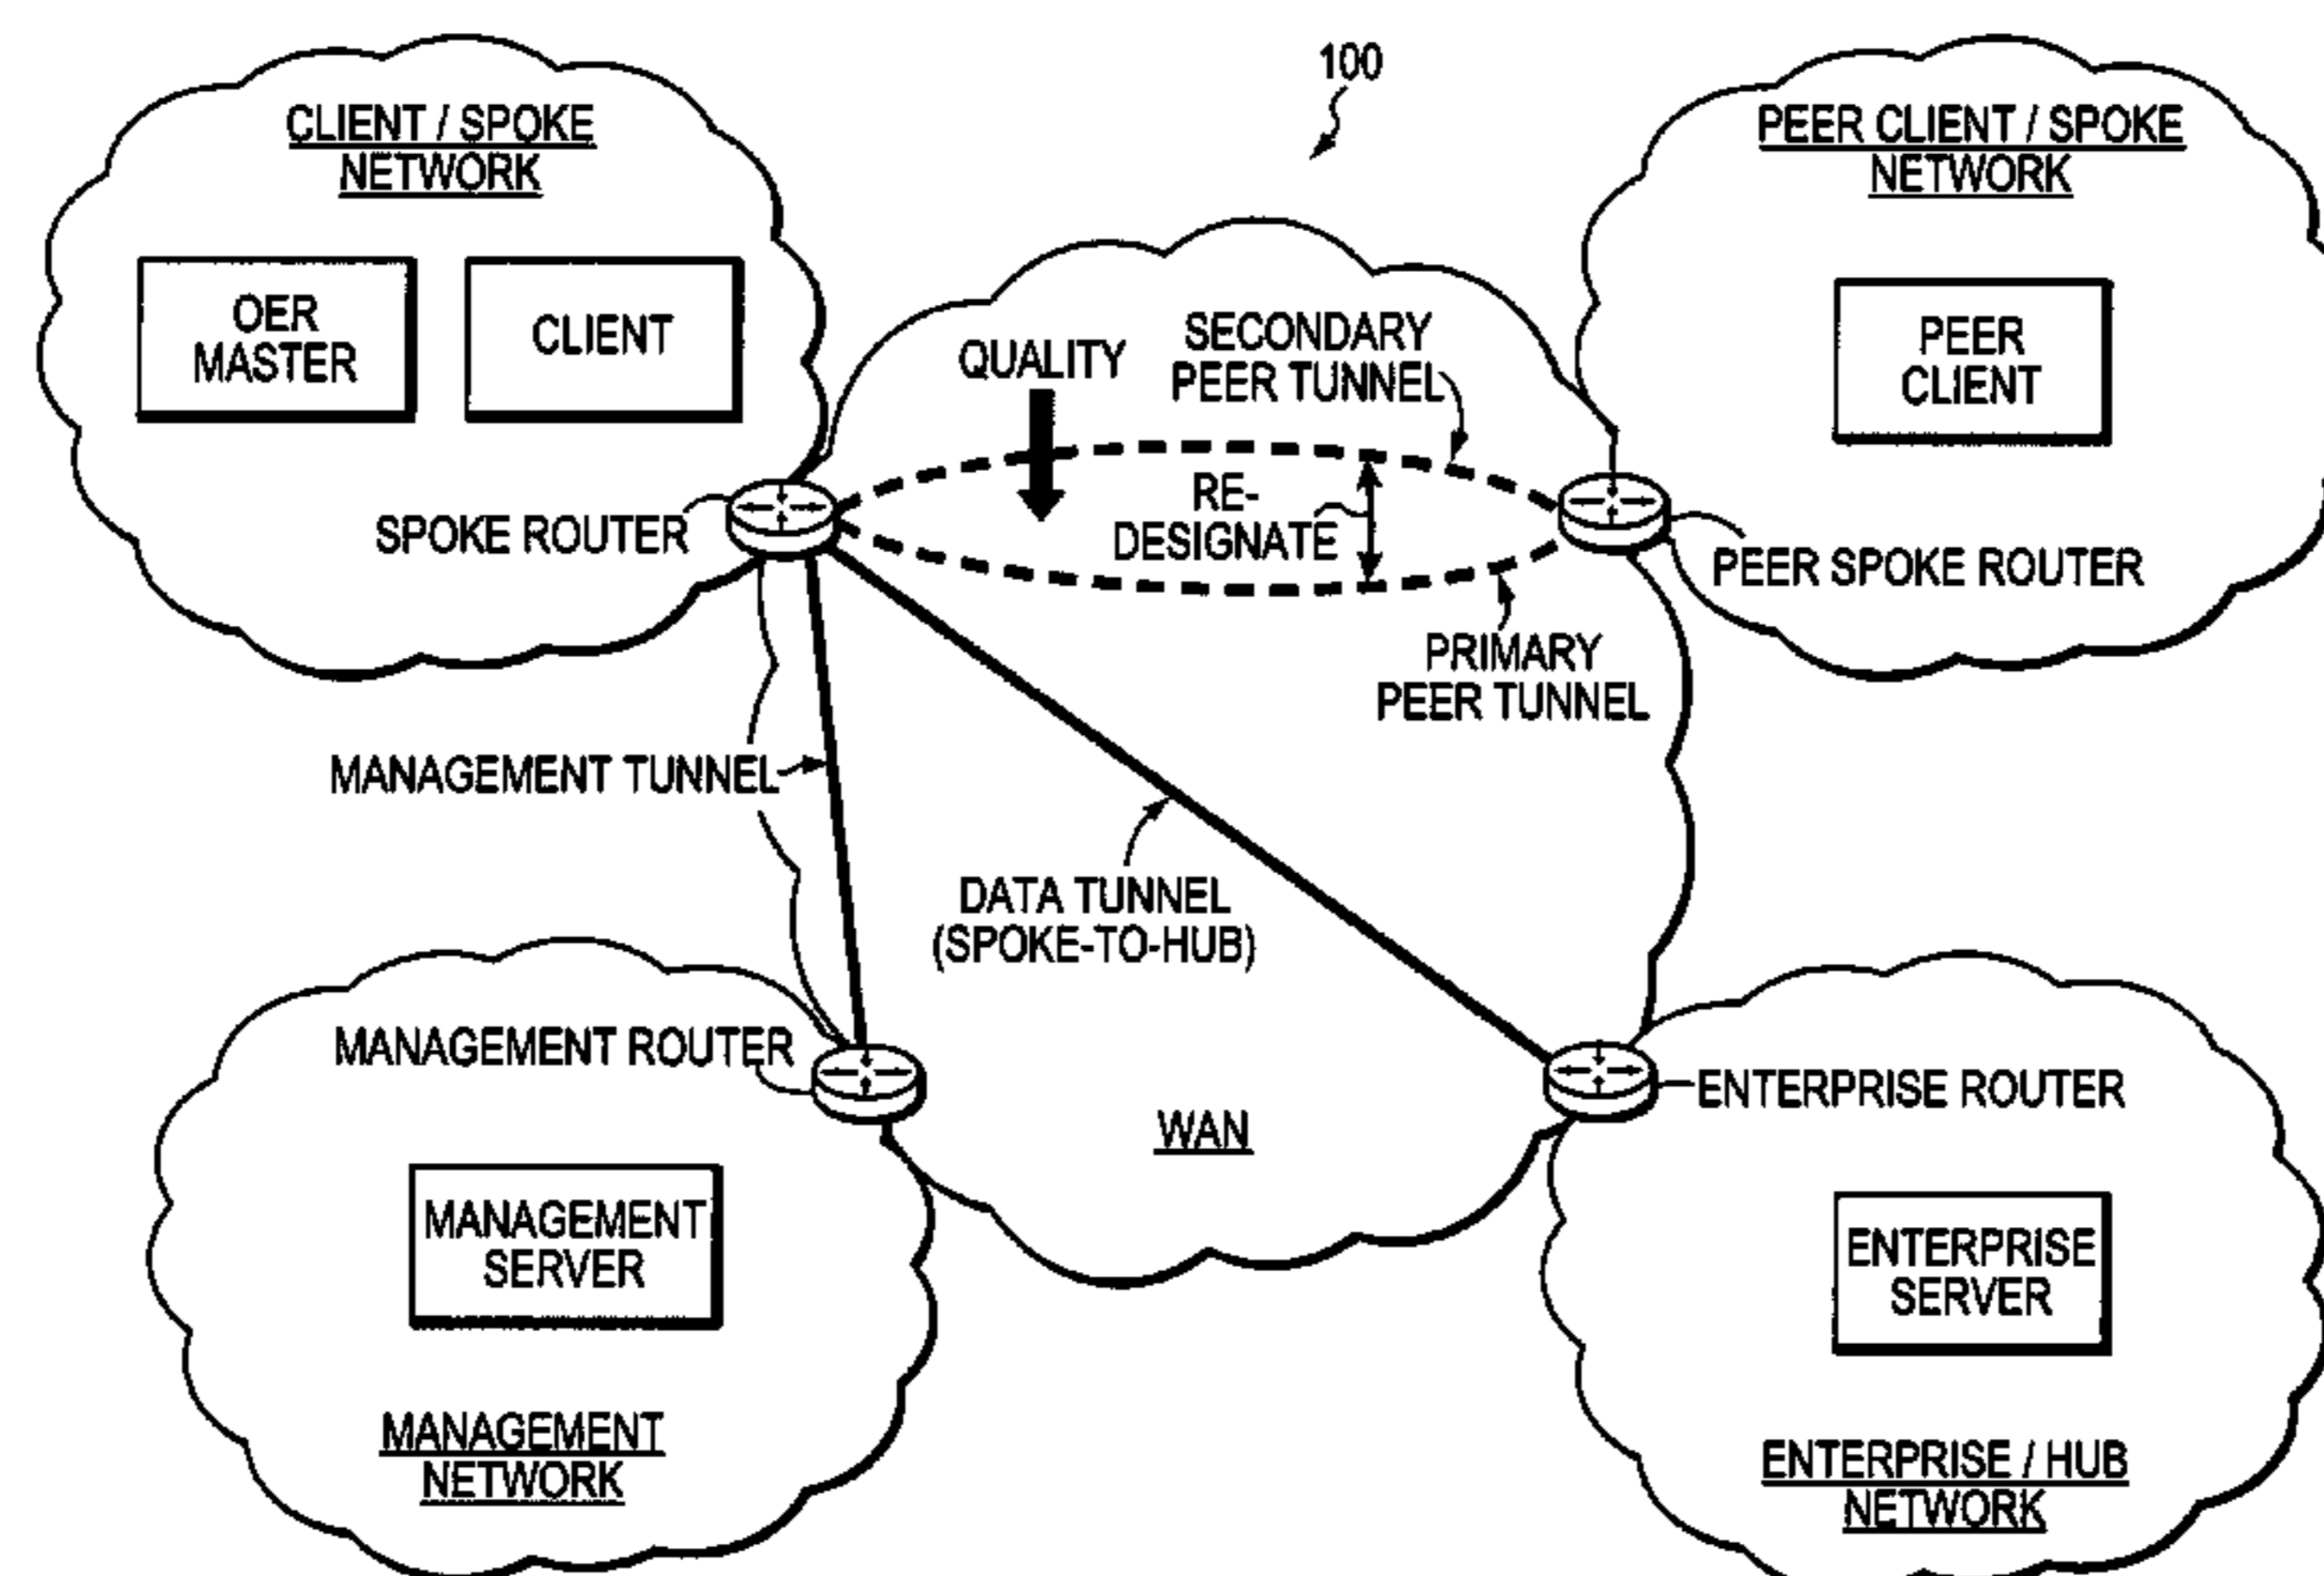 100
CLIENT / SPOKE
NETWORK
PEER CLIENT / SPOKE
NETWORK
OER
MASTER
CLIENT
QUALITY
SECONDARY
PEER TUNNEL
PEER
CLIENT
RE-
DESIGNATE
SPOKE ROUTER
PEER SPOKE ROUTER
PRIMARY
PEER TUNNEL
MANAGEMENT TUNNEL
DATA TUNNEL
(SPOKE-TO-HUB)
MANAGEMENT ROUTER
ENTERPRISE ROUTER
WAN
MANAGEMENT
SERVER
ENTERPRISE
SERVER
MANAGEMENT
NETWORK
ENTERPRISE / HUB
NETWORK